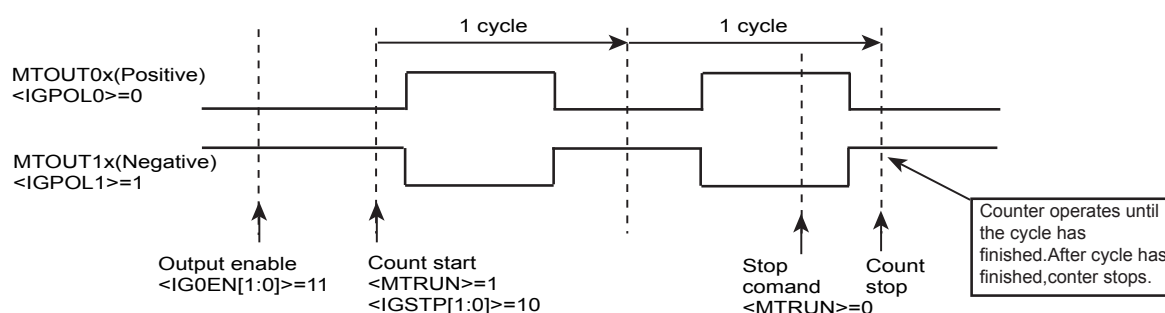 1 cycle
1 cycle
MTOUT0x(Positive)
<IGPOL0>=0
MTOUT1x(Negative)
<IGPOL1>=1
Output enable
<IG0EN[1:0]>=11
Count start
<MTRUN>=1
<IGSTP[1:0]>=10
Stop
comand
<MTRUN>=0
Count
stop
Counter operates until
the cycle has
finished.After cycle has
finished,conter stops.